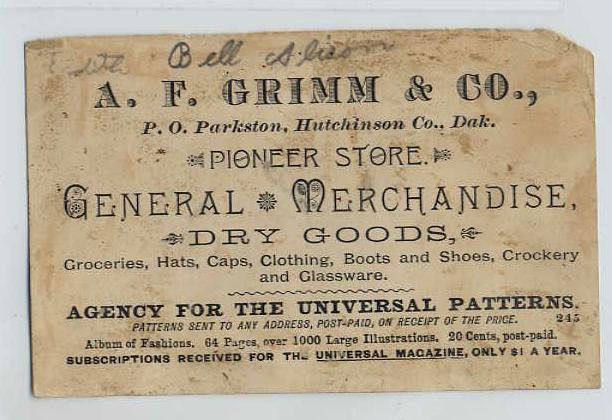 Edith Bell Alison
A. F. GRIMM & CO.,
P. O. Parkston, Hutchinson Co., Dak.
PIONEER STORE.
GENERAL MERCHANDISE,
DRY GOODS,
Groceries, Hats, Caps, Clothing, Boots and Shoes, Crockery
and Glassware.
AGENCY FOR THE UNIVERSAL PATTERNS.
PATTERNS SENT TO ANY ADDRESS, POST-PAID, ON RECEIPT OF THE PRICE. 245
Album of Fashions. 64 Pages, over 1000 Large Illustrations. 20 Cents, post-paid.
SUBSCRIPTIONS RECEIVED FOR THE UNIVERSAL MAGAZINE, ONLY $1 A YEAR.